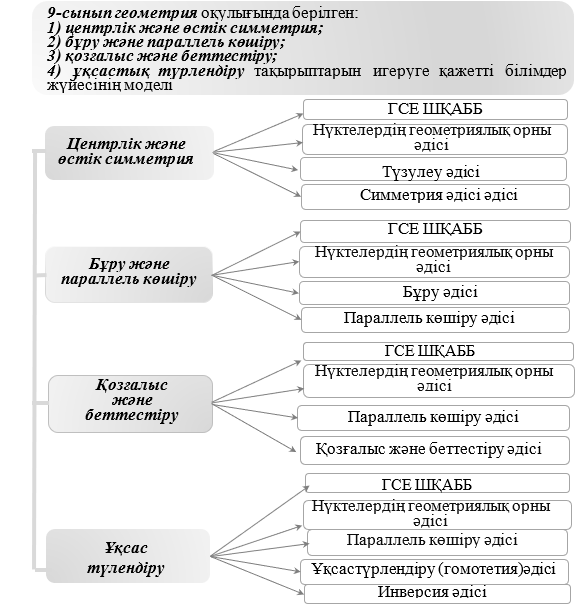 9-сынып геометрия оқулығында берілген:
1) центрлік және өстік симметрия;
2) бұру және параллель көшіру;
3) қозғалыс және беттестіру;
4) ұқсастық түрлендіру тақырыптарын игеруге қажетті білімдер
жүйесінің моделі
Центрлік және
өстік симметрия
ГСЕ ШҚАББ
Нүктелердің геометриялық орны
әдісі
Түзулеу әдісі
Симметрия әдісі әдісі
Бұру және
параллель көшіру
ГСЕ ШҚАББ
Нүктелердің геометриялық орны
әдісі
Бұру әдісі
Параллель көшіру әдісі
Қозғалыс
және
беттестіру
ГСЕ ШҚАББ
Нүктелердің геометриялық орны
әдісі
Параллель көшіру әдісі
Қозғалыс және беттестіру әдісі
Ұқсас
түлендіру
ГСЕ ШҚАББ
Нүктелердің геометриялық орны
әдісі
Параллель көшіру әдісі
Ұқсастүрлендіру (гомотетия)әдісі
Инверсия әдісі